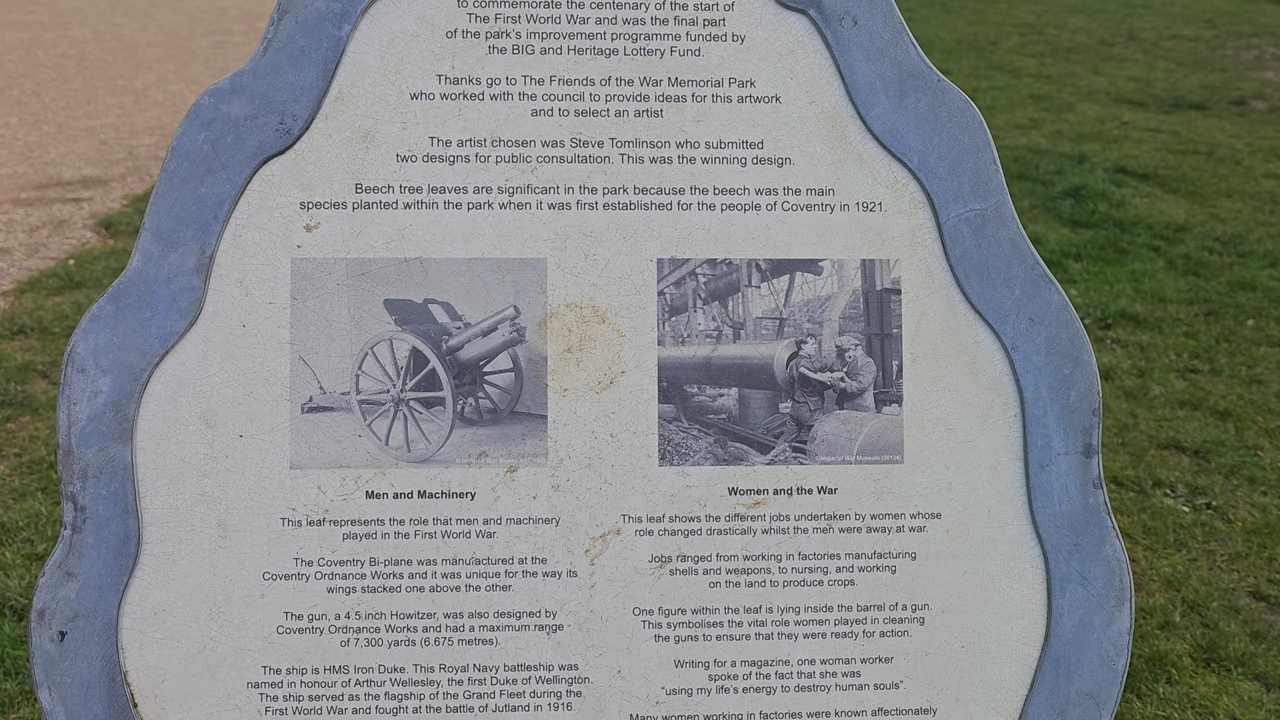 to commemorate the centenary of the start of
The First World War and was the final part
of the park's improvement programme funded by
the BIG and Heritage Lottery Fund.
Thanks go to The Friends of the War Memorial Park
who worked with the council to provide ideas for this artwork
and to select an artist
The artist chosen was Steve Tomlinson who submitted
two designs for public consultation. This was the winning design.
Beech tree leaves are significant in the park because the beech was the main
species planted within the park when it was first established for the people of Coventry in 1921.
Men and Machinery
This leaf represents the role that men and machinery
played in the First World War.
The Coventry Bi-plane was manufactured at the
Coventry Ordnance Works and it was unique for the way its
wings stacked one above the other.
The gun, a 4.5 inch Howitzer, was also designed by
Coventry Ordnance Works and had a maximum range
of 7,300 yards (6.675 metres).
The ship is HMS Iron Duke. This Royal Navy battleship was
named in honour of Arthur Wellesley, the first Duke of Wellington.
The ship served as the flagship of the Grand Fleet during the
First World War and fought at the battle of Jutland in 1916.
© Imperial War Museum (30134)
Women and the War
This leaf shows the different jobs undertaken by women whose
role changed drastically whilst the men were away at war.
Jobs ranged from working in factories manufacturing
shells and weapons, to nursing, and working
on the land to produce crops.
One figure within the leaf is lying inside the barrel of a gun.
This symbolises the vital role women played in cleaning
the guns to ensure that they were ready for action.
Writing for a magazine, one woman worker
spoke of the fact that she was
"using my life's energy to destroy human souls".
Many women working in factories were known affectionately